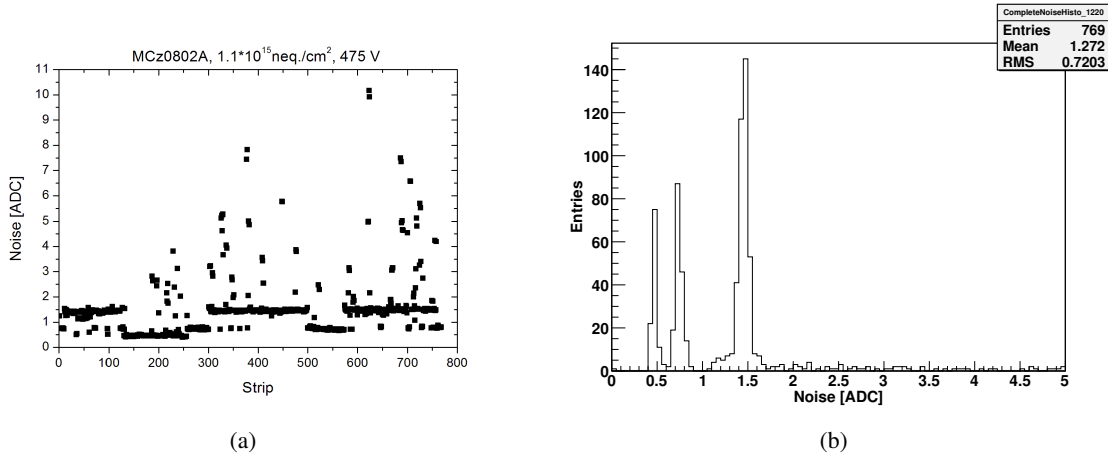 MCz0802A, 1.1*10¹⁵neq./cm², 475 V
11
10
9
8
7
6
5
4
3
2
1
0
Noise [ADC]
0 100 200 300 400 500 600 700 800
Strip
(a)
CompleteNoiseHisto_1220
Entries 769
Mean 1.272
RMS 0.7203
140
120
100
80
60
40
20
0
Entries
0 0.5 1 1.5 2 2.5 3 3.5 4 4.5 5
Noise [ADC]
(b)